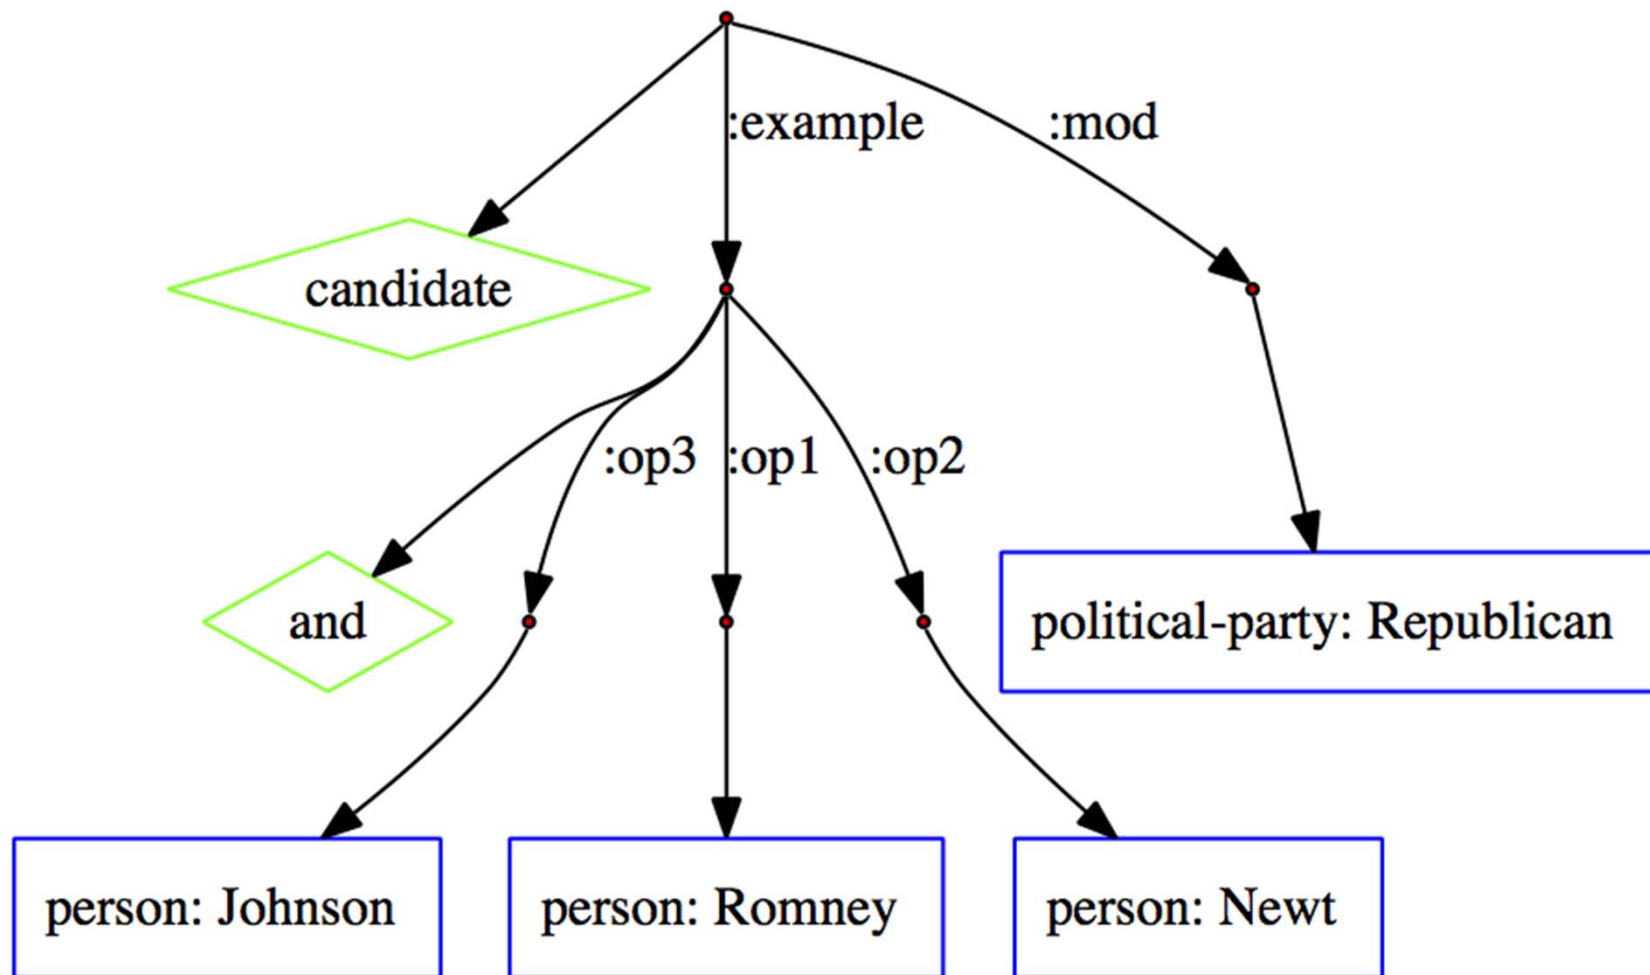 :example
:mod
candidate
:op3
:op1
:op2
and
political-party: Republican
person: Johnson
person: Romney
person: Newt